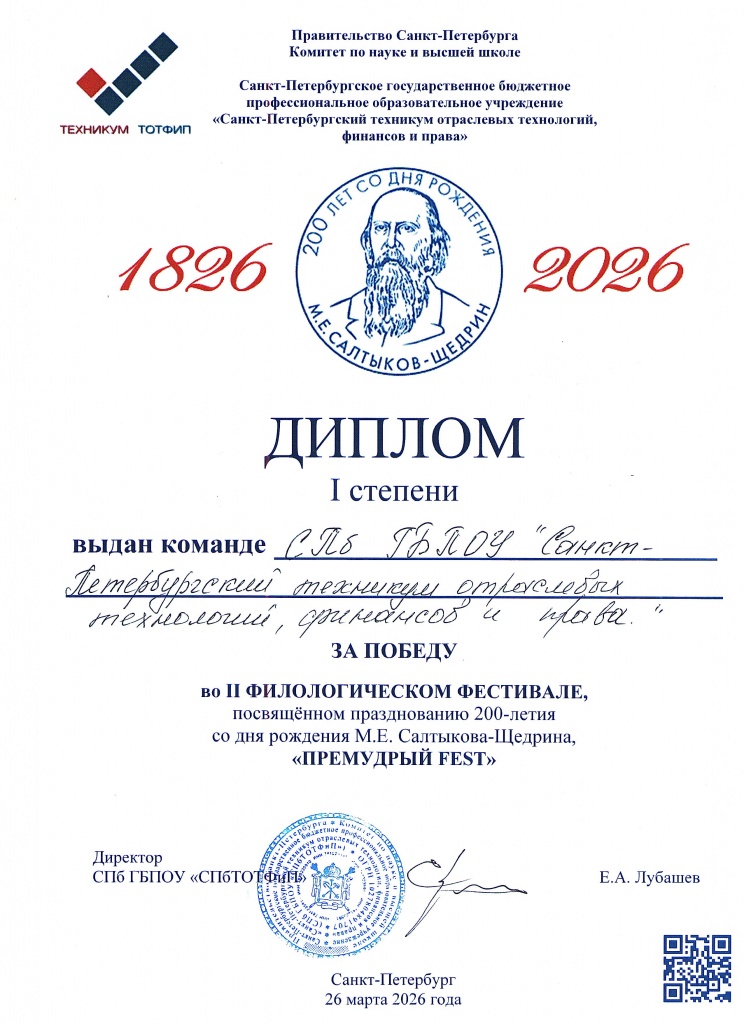 Правительство Санкт-Петербурга
Комитет по науке и высшей школе
Санкт-Петербургское государственное бюджетное
профессиональное образовательное учреждение
«Санкт-Петербургский техникум отраслевых технологий,
финансов и права»
ТЕХНИКУМ ТОТФИП
200 ЛЕТ СО ДНЯ РОЖДЕНИЯ
1826
2026
М.Е.САЛТЫКОВ-ЩЕДРИН
ДИПЛОМ
I степени
выдан команде СПб ГБПОУ "Санкт-
Петербургский техникум отраслевых
технологий, финансов и права."
ЗА ПОБЕДУ
во II ФИЛОЛОГИЧЕСКОМ ФЕСТИВАЛЕ,
посвящённом празднованию 200-летия
со дня рождения М.Е. Салтыкова-Щедрина,
«ПРЕМУДРЫЙ FEST»
Директор
СПб ГБПОУ «СПбТОТФиП»
Е.А. Лубашев
Санкт-Петербург
26 марта 2026 года